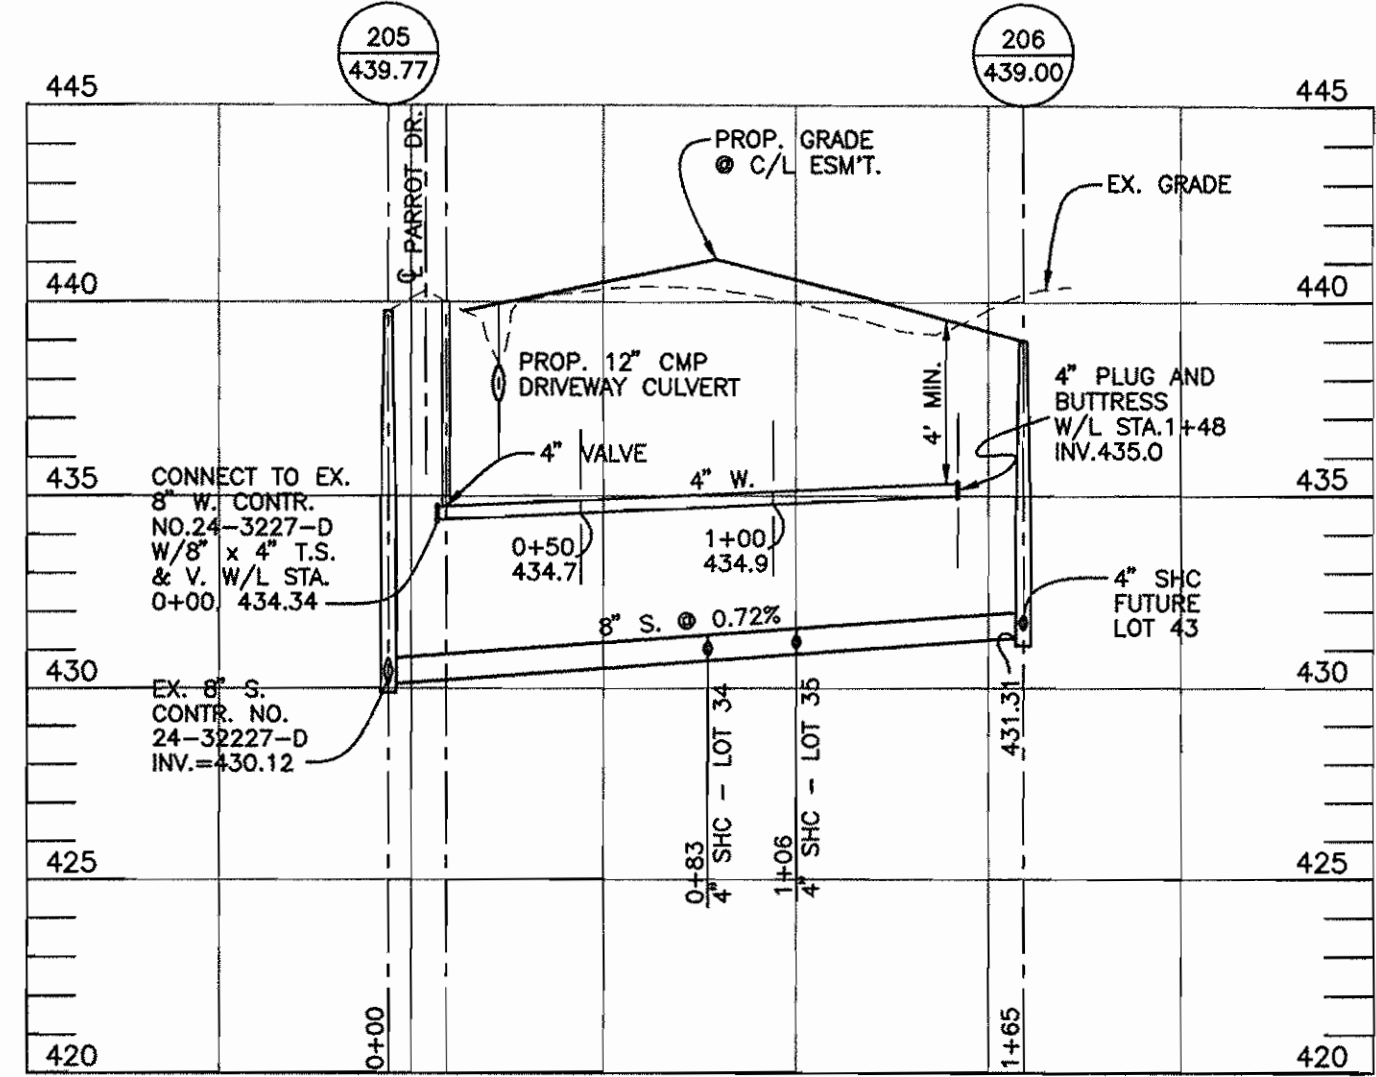 205
439.77
206
439.00
445
445
℄ PARROT DR.
PROP. GRADE
@ C/L ESM'T.
EX. GRADE
440
440
PROP. 12" CMP
DRIVEWAY CULVERT
4' MIN.
4" PLUG AND
BUTTRESS
W/L STA.1+48
INV.435.0
4" VALVE
4" W.
435
435
CONNECT TO EX.
8" W. CONTR.
NO.24-3227-D
W/8" x 4" T.S.
& V. W/L STA.
0+00 434.34
0+50
434.7
1+00
434.9
4" SHC
FUTURE
LOT 43
8" S. @ 0.72%
430
430
EX. 8" S.
CONTR. NO.
24-32227-D
INV.=430.12
431.31
0+83
4" SHC - LOT 34
1+06
4" SHC - LOT 35
425
425
0+00
1+65
420
420